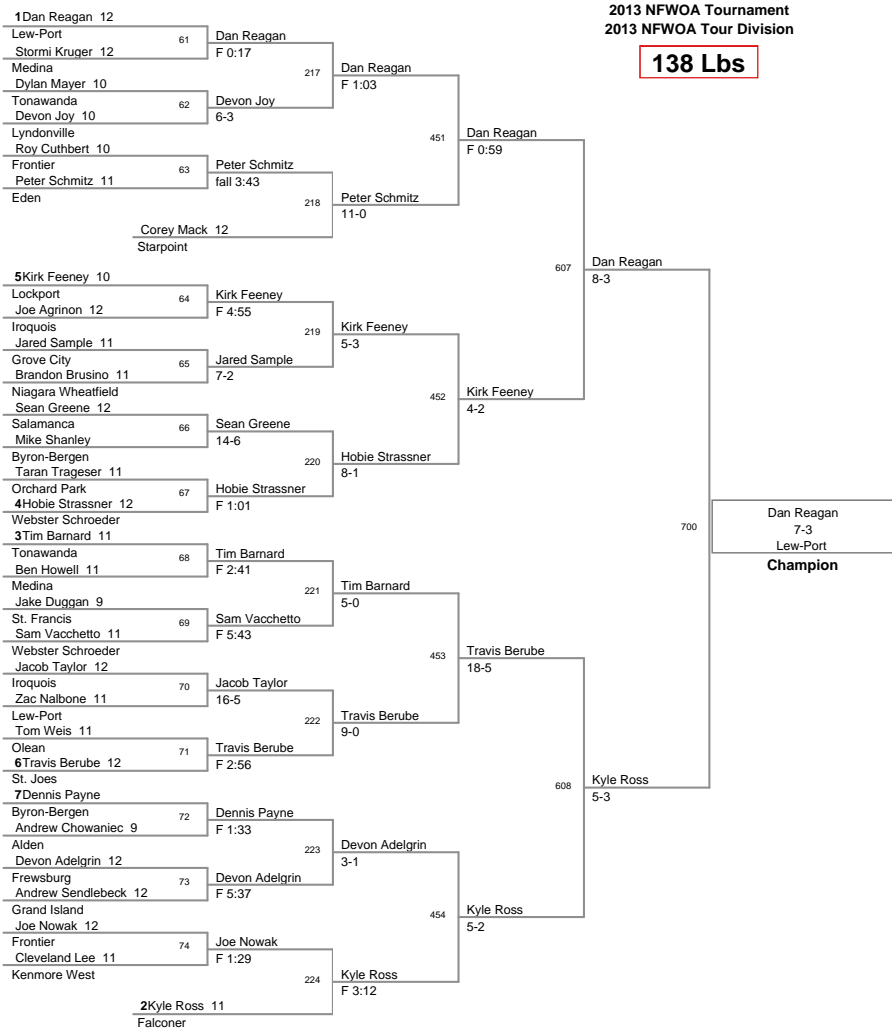 2013 NFWOA Tournament
2013 NFWOA Tour Division
138 Lbs
1Dan Reagan 12
Lew-Port
61
Stormi Kruger 12
Medina
Dylan Mayer 10
Tonawanda
62
Devon Joy 10
Lyndonville
Roy Cuthbert 10
Frontier
63
Peter Schmitz 11
Eden
Corey Mack 12
Starpoint
5Kirk Feeney 10
Lockport
64
Joe Agrinon 12
Iroquois
Jared Sample 11
Grove City
65
Brandon Brusino 11
Niagara Wheatfield
Sean Greene 12
Salamanca
66
Mike Shanley
Byron-Bergen
Taran Trageser 11
Orchard Park
67
4Hobie Strassner 12
Webster Schroeder
3Tim Barnard 11
Tonawanda
68
Ben Howell 11
Medina
Jake Duggan 9
St. Francis
69
Sam Vacchetto 11
Webster Schroeder
Jacob Taylor 12
Iroquois
70
Zac Nalbone 11
Lew-Port
Tom Weis 11
Olean
71
6Travis Berube 12
St. Joes
7Dennis Payne
Byron-Bergen
72
Andrew Chowaniec 9
Alden
Devon Adelgrin 12
Frewsburg
73
Andrew Sendlebeck 12
Grand Island
Joe Nowak 12
Frontier
74
Cleveland Lee 11
Kenmore West
2Kyle Ross 11
Falconer
Dan Reagan
F 0:17
217
Devon Joy
6-3
Peter Schmitz
fall 3:43
218
Kirk Feeney
F 4:55
219
Jared Sample
7-2
Sean Greene
14-6
220
Hobie Strassner
F 1:01
Tim Barnard
F 2:41
221
Sam Vacchetto
F 5:43
Jacob Taylor
16-5
222
Travis Berube
F 2:56
Dennis Payne
F 1:33
223
Devon Adelgrin
F 5:37
Joe Nowak
F 1:29
224
Dan Reagan
F 1:03
451
Peter Schmitz
11-0
Kirk Feeney
5-3
452
Hobie Strassner
8-1
Tim Barnard
5-0
453
Travis Berube
9-0
Devon Adelgrin
3-1
454
Kyle Ross
F 3:12
Dan Reagan
F 0:59
607
Kirk Feeney
4-2
Travis Berube
18-5
608
Kyle Ross
5-2
Dan Reagan
8-3
700
Kyle Ross
5-3
Dan Reagan
7-3
Lew-Port
Champion